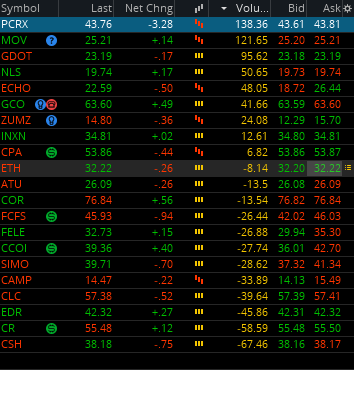 Symbol Last Net Chng Volu... Bid Ask
PCRX 43.76 -3.28 138.36 43.61 43.81
MOV 25.21 +.14 121.65 25.20 25.21
GDOT 23.19 -.17 95.62 23.18 23.19
NLS 19.74 +.17 50.65 19.73 19.74
ECHO 22.59 -.50 48.05 18.72 26.44
GCO 63.60 +.49 41.66 63.59 63.60
ZUMZ 14.80 -.36 24.08 12.29 15.70
INXN 34.81 +.02 12.61 34.80 34.81
CPA 53.86 -.44 6.82 53.86 53.87
ETH 32.22 -.26 -8.14 32.20 32.22
ATU 26.09 -.26 -13.5 26.08 26.09
COR 76.84 +.56 -13.54 76.82 76.84
FCFS 45.93 -.94 -26.44 42.02 46.03
FELE 32.73 +.15 -26.88 29.94 35.30
CCOI 39.36 +.40 -27.74 36.01 42.70
SIMO 39.71 -.70 -28.62 37.32 41.34
CAMP 14.47 -.22 -33.89 14.13 15.49
CLC 57.38 -.52 -39.64 57.39 57.41
EDR 42.32 +.27 -45.86 42.31 42.32
CR 55.48 +.12 -58.59 55.48 55.50
CSH 38.18 -.75 -67.46 38.16 38.17